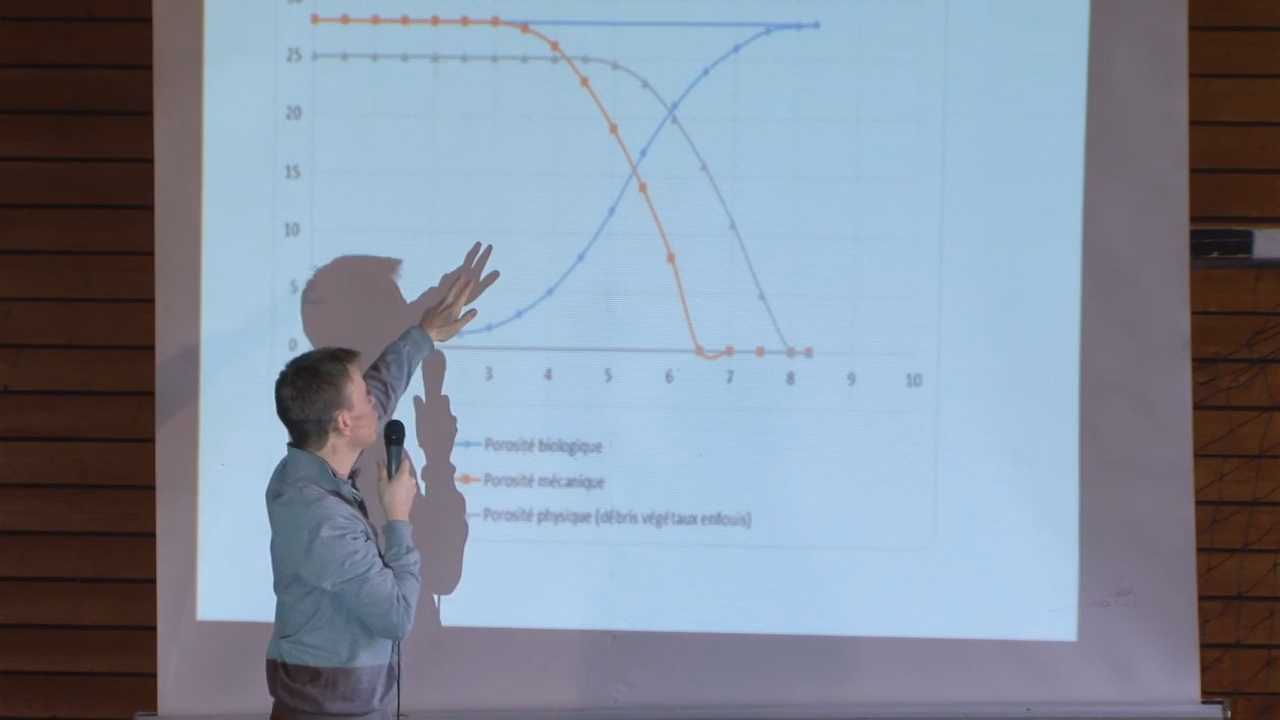 25
20
15
10
5
0
3 4 5 6 7 8 9 10
Porosité biologique
Porosité mécanique
Porosité physique (débris végétaux enfouis)